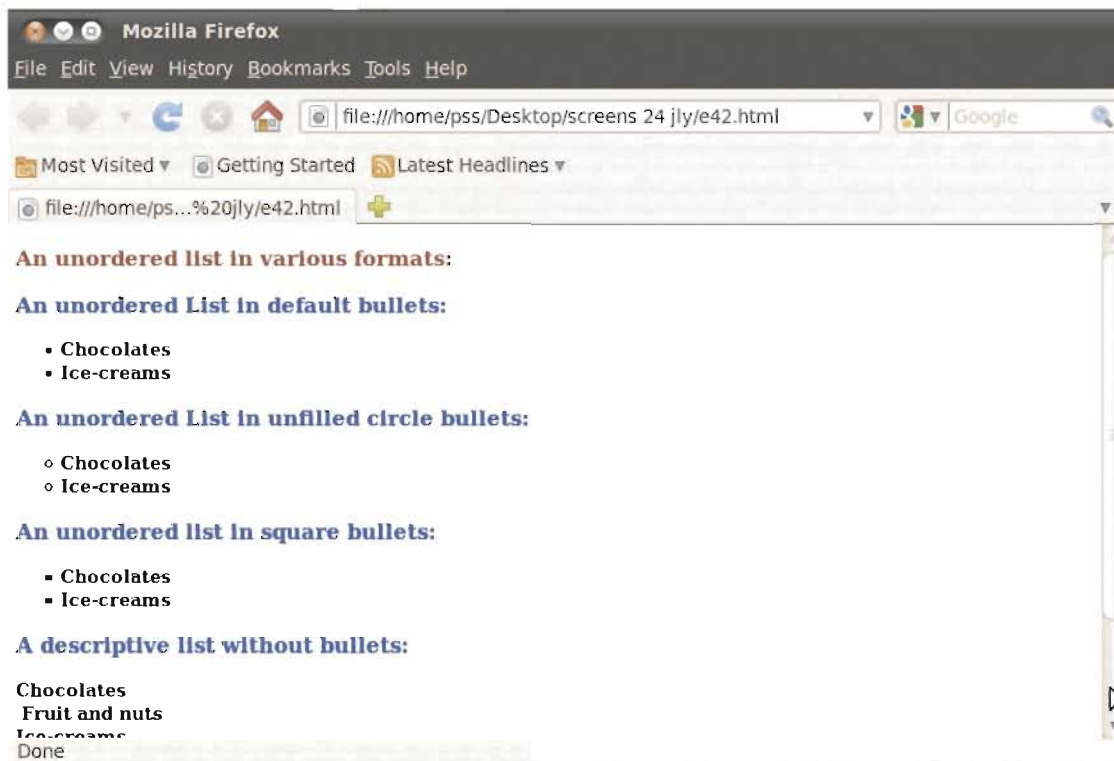 Mozilla Firefox
File Edit View History Bookmarks Tools Help
file:///home/pss/Desktop/screens 24 jly/e42.html Google
Most Visited Getting Started Latest Headlines
file:///home/ps...%20jly/e42.html
An unordered list in various formats:
An unordered List in default bullets:
• Chocolates
• Ice-creams
An unordered List in unfilled circle bullets:
◦ Chocolates
◦ Ice-creams
An unordered list in square bullets:
▪ Chocolates
▪ Ice-creams
A descriptive list without bullets:
Chocolates
Fruit and nuts
Ice-creams
Done